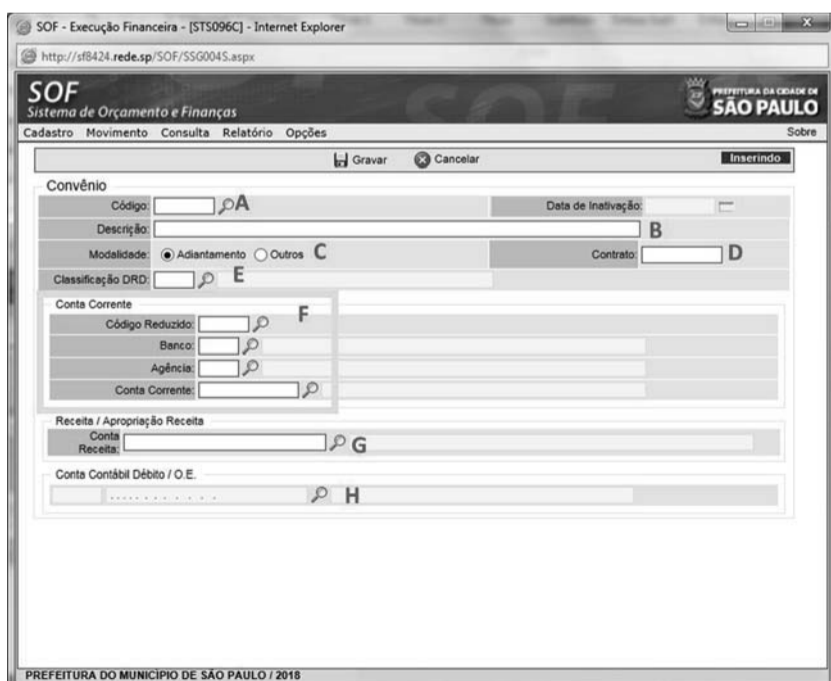 SOF - Execução Financeira - [STS096C] - Internet Explorer
http://sf8424.rede.sp/SOF/SSG004S.aspx
SOF
Sistema de Orçamento e Finanças
PREFEITURA DA CIDADE DE
SÃO PAULO
Cadastro Movimento Consulta Relatório Opções Sobre
Gravar Cancelar Inserindo
Convênio
Código: A Data de Inativação:
Descrição: B
Modalidade: Adiantamento Outros C Contrato: D
Classificação DRD: E
Conta Corrente
Código Reduzido: F
Banco:
Agência:
Conta Corrente:
Receita / Apropriação Receita
Conta
Receita: G
Conta Contábil Débito / O.E.
. . . . . . . . . . . H
PREFEITURA DO MUNICÍPIO DE SÃO PAULO / 2018